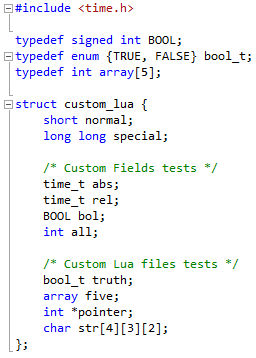 #include <time.h>
typedef signed int BOOL;
typedef enum {TRUE, FALSE} bool_t;
typedef int array[5];
struct custom_lua {
short normal;
long long special;
/* Custom Fields tests */
time_t abs;
time_t rel;
BOOL bol;
int all;
/* Custom Lua files tests */
bool_t truth;
array five;
int *pointer;
char str[4][3][2];
};